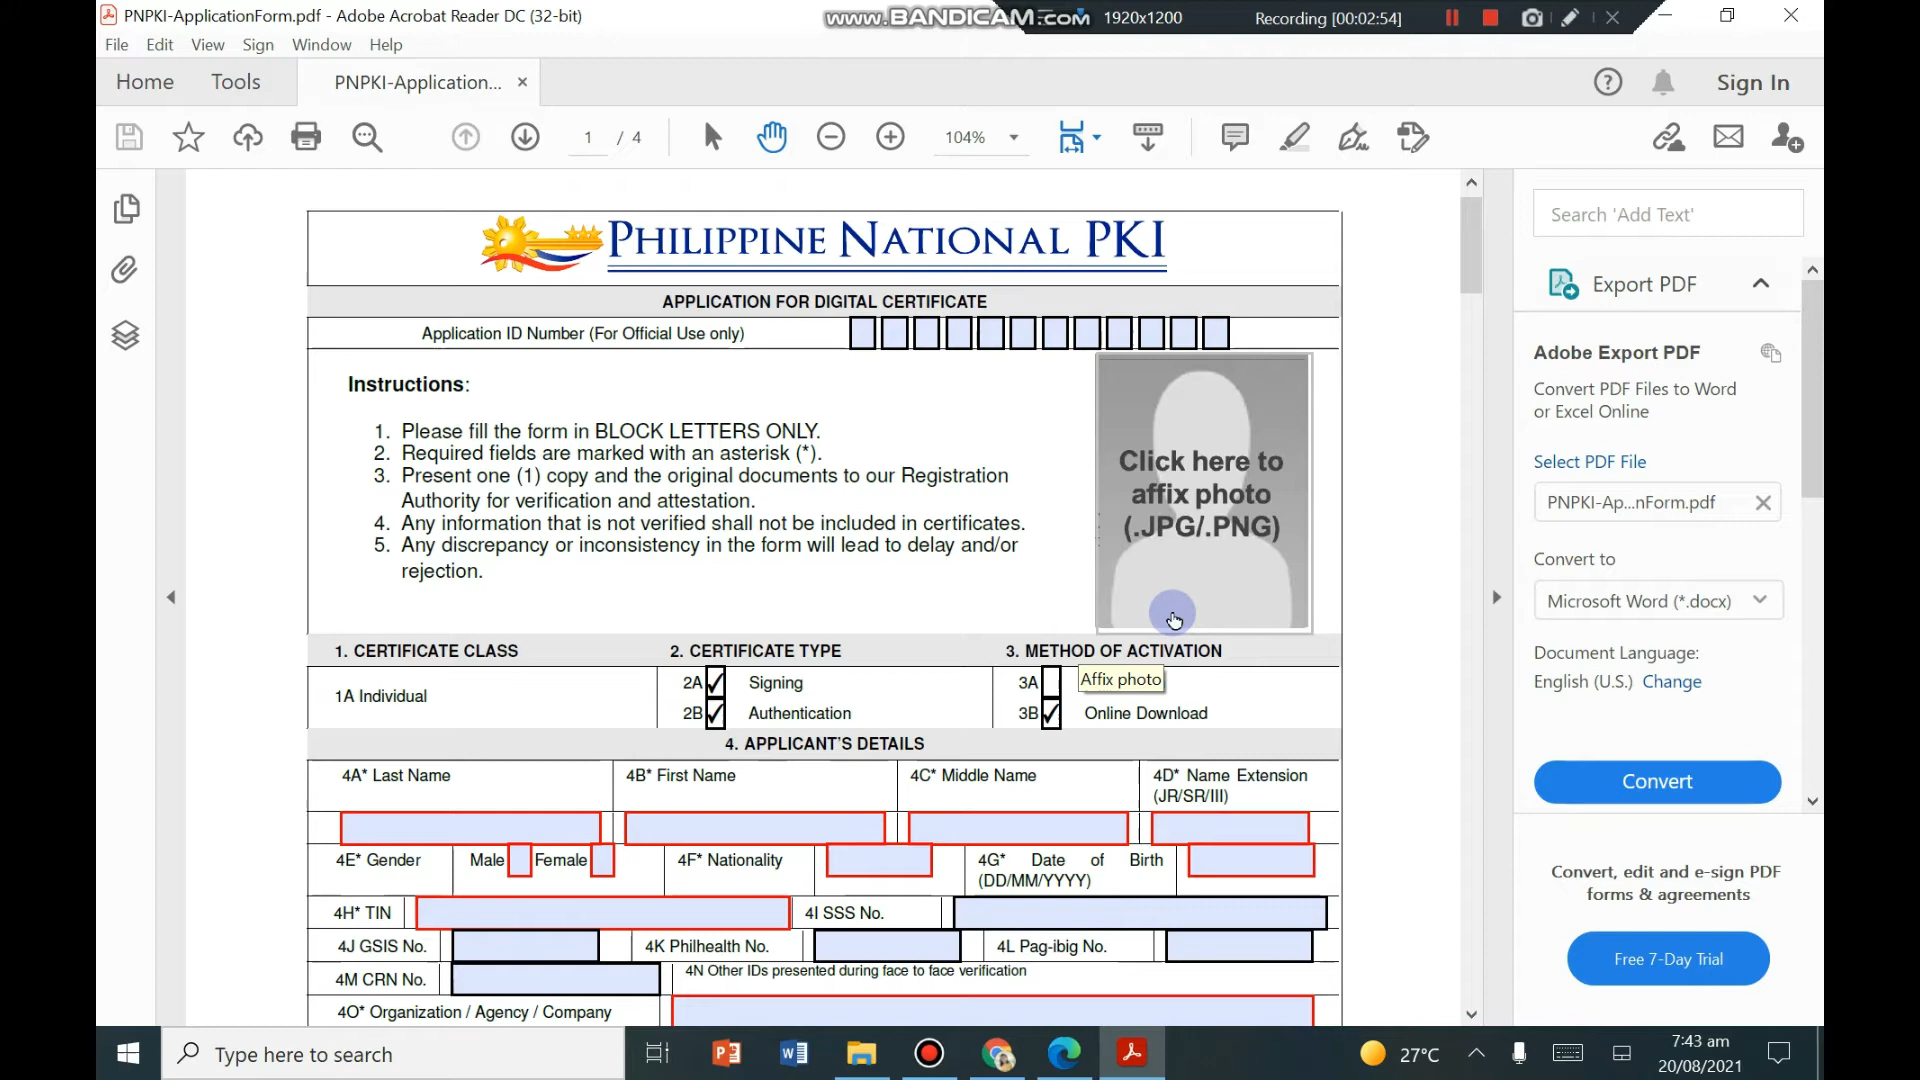 PNPKI-ApplicationForm.pdf - Adobe Acrobat Reader DC (32-bit)
www.BANDICAM.com
1920x1200
Recording [00:02:54]
File Edit View Sign Window Help
Home Tools PNPKI-Application... ×
Sign In
1 / 4
104%
Search 'Add Text'
PHILIPPINE NATIONAL PKI
Export PDF
APPLICATION FOR DIGITAL CERTIFICATE
Application ID Number (For Official Use only)
Adobe Export PDF
Convert PDF Files to Word
or Excel Online
Instructions:
1. Please fill the form in BLOCK LETTERS ONLY.
2. Required fields are marked with an asterisk (*).
3. Present one (1) copy and the original documents to our Registration
Authority for verification and attestation.
4. Any information that is not verified shall not be included in certificates.
5. Any discrepancy or inconsistency in the form will lead to delay and/or
rejection.
Click here to
affix photo
(.JPG/.PNG)
Select PDF File
PNPKI-Ap...nForm.pdf
Convert to
Microsoft Word (*.docx)
Document Language:
English (U.S.) Change
1. CERTIFICATE CLASS 2. CERTIFICATE TYPE 3. METHOD OF ACTIVATION
1A Individual
2A Signing
3A
Affix photo
2B Authentication
3B Online Download
4. APPLICANT'S DETAILS
4A* Last Name 4B* First Name 4C* Middle Name 4D* Name Extension
(JR/SR/III)
Convert
4E* Gender Male Female 4F* Nationality 4G* Date of Birth
(DD/MM/YYYY)
Convert, edit and e-sign PDF
forms & agreements
4H* TIN 4I SSS No.
4J GSIS No. 4K Philhealth No. 4L Pag-ibig No.
4M CRN No. 4N Other IDs presented during face to face verification
4O* Organization / Agency / Company
Free 7-Day Trial
Type here to search
27°C
7:43 am
20/08/2021